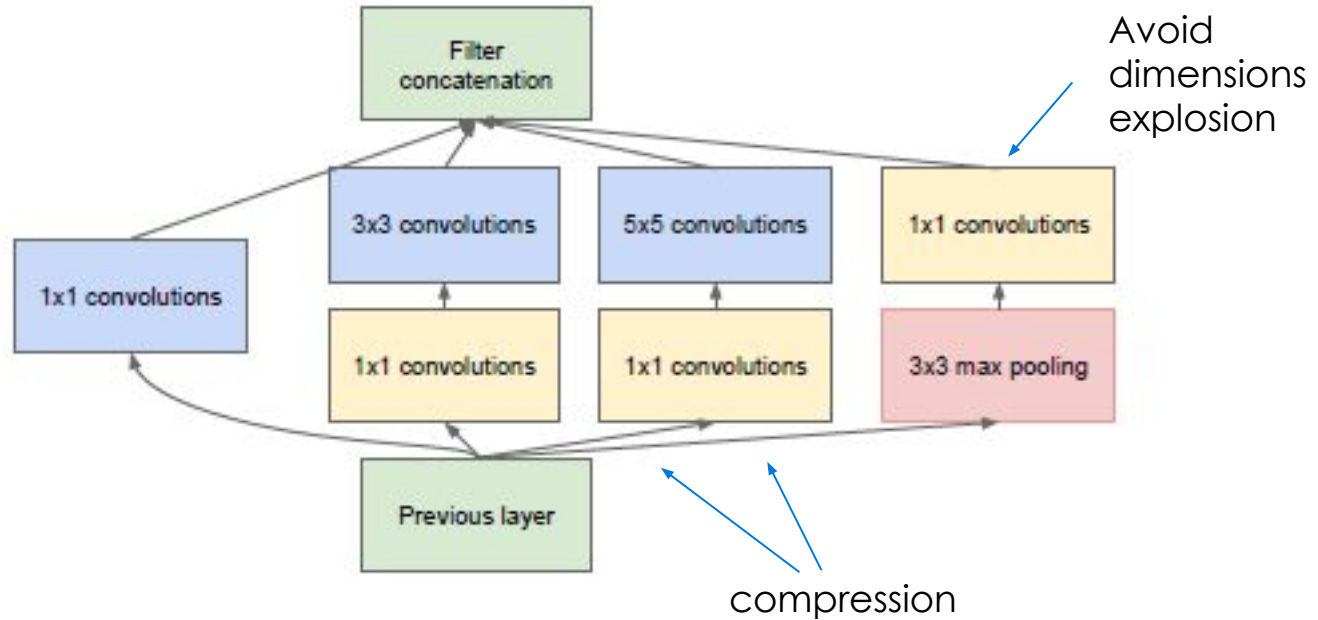 Filter
concatenation
Avoid
dimensions
explosion
3x3 convolutions
5x5 convolutions
1x1 convolutions
1x1 convolutions
1x1 convolutions
1x1 convolutions
3x3 max pooling
Previous layer
compression